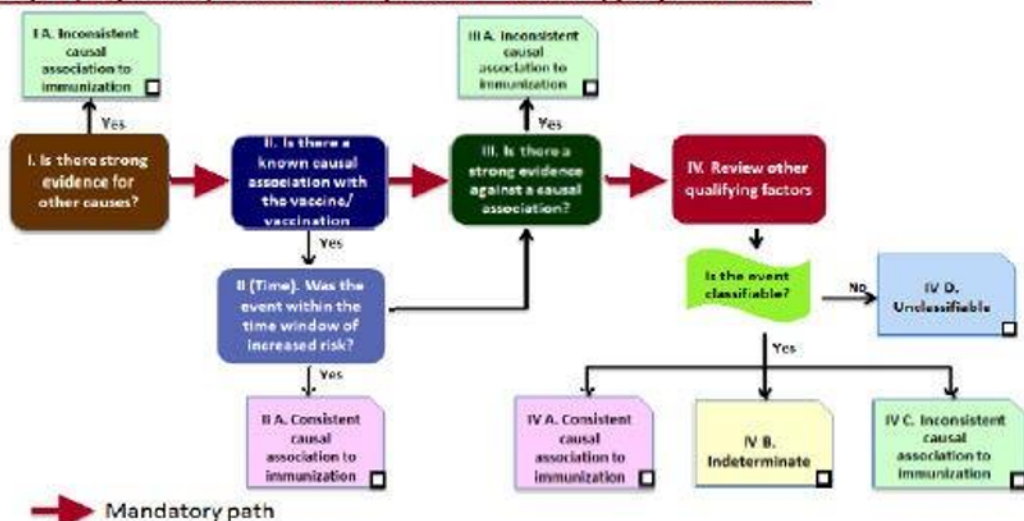 I A. Inconsistent
causal
association to
immunization
III A. Inconsistent
causal
association to
immunization
Yes
Yes
I. Is there strong
evidence for
other causes?
II. Is there a
known causal
association with
the vaccine/
vaccination
III. Is there a
strong evidence
against a causal
association?
IV. Review other
qualifying factors
Yes
II (Time). Was the
event within the
time window of
increased risk?
Is the event
classifiable?
No
IV D.
Unclassifiable
Yes
Yes
II A. Consistent
causal
association to
immunization
IV A. Consistent
causal
association to
immunization
IV B.
Indeterminate
IV C. Inconsistent
causal
association to
immunization
Mandatory path